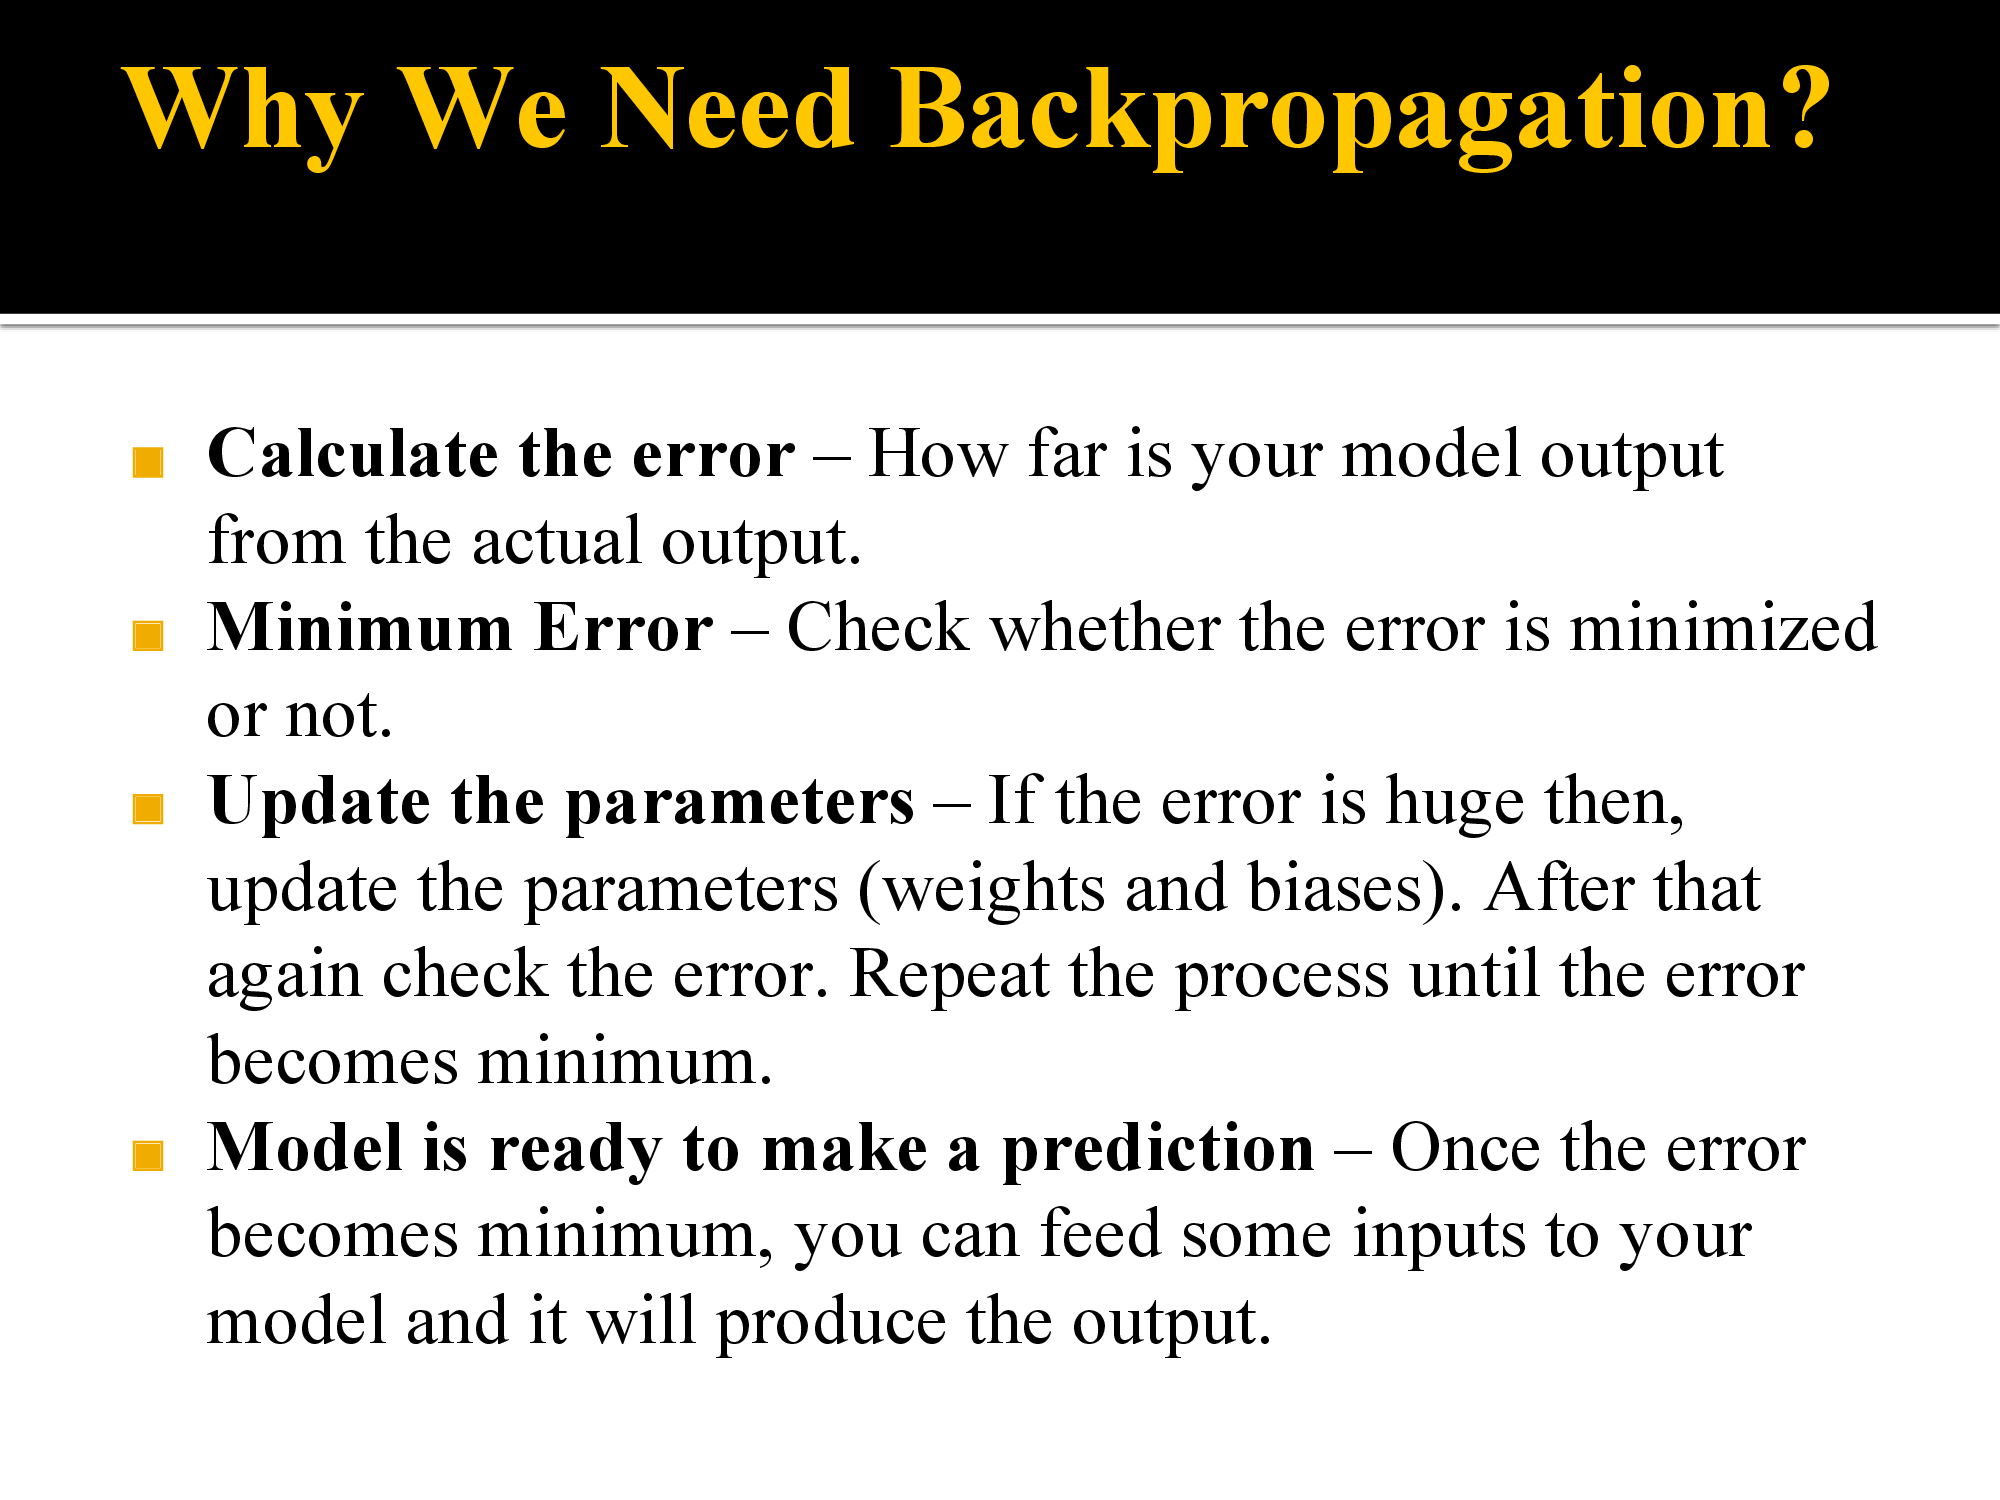 Why We Need Backpropagation?
Calculate the error – How far is your model output
from the actual output.
Minimum Error – Check whether the error is minimized
or not.
Update the parameters – If the error is huge then,
update the parameters (weights and biases). After that
again check the error. Repeat the process until the error
becomes minimum.
Model is ready to make a prediction – Once the error
becomes minimum, you can feed some inputs to your
model and it will produce the output.